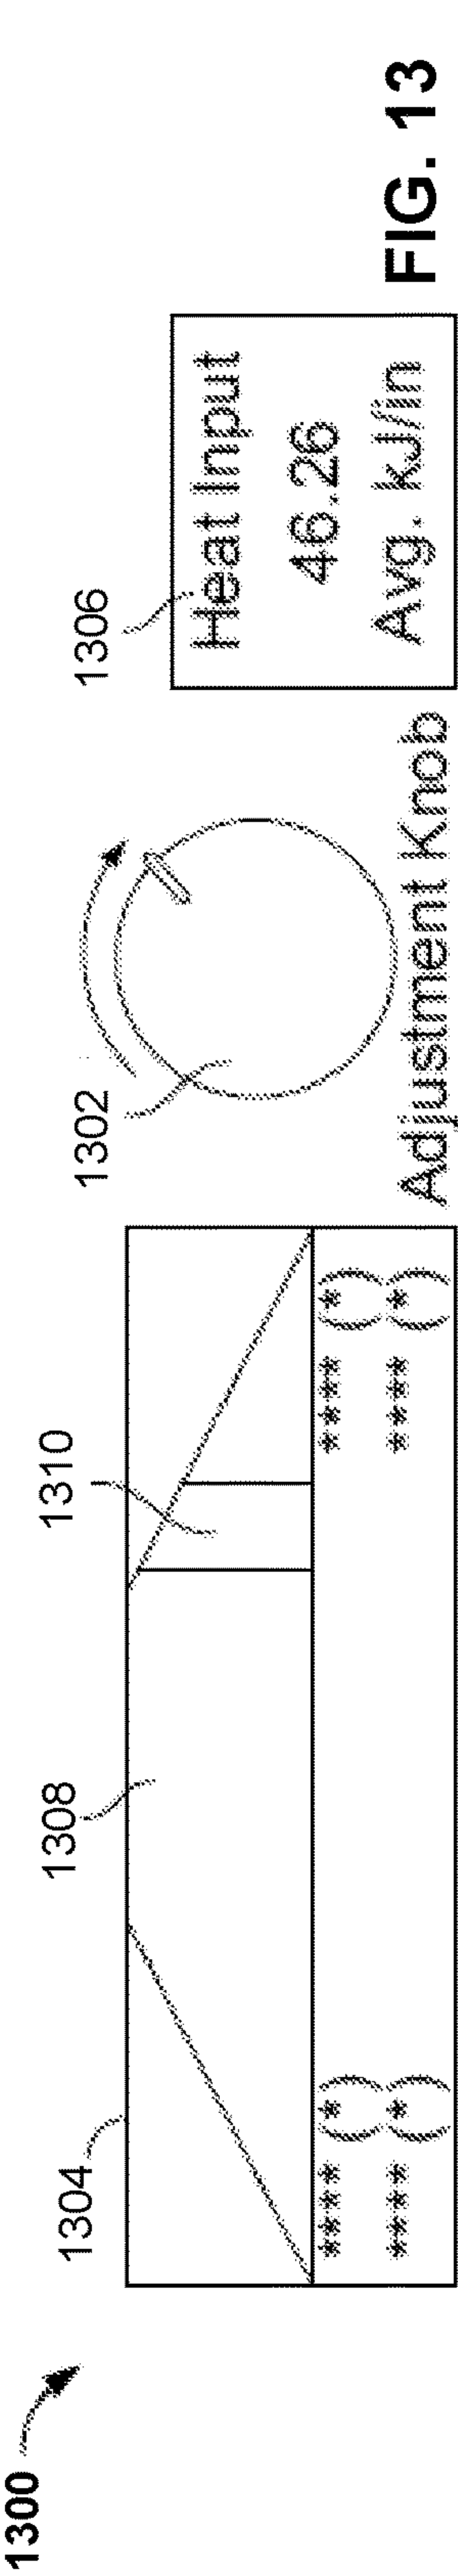 1300
1304
1308
1310
1302
1306
**** (*)
**** (*)
**** (*)
**** (*)
Adjustment Knob
Heat Input
46.26
Avg. kJ/in
FIG. 13